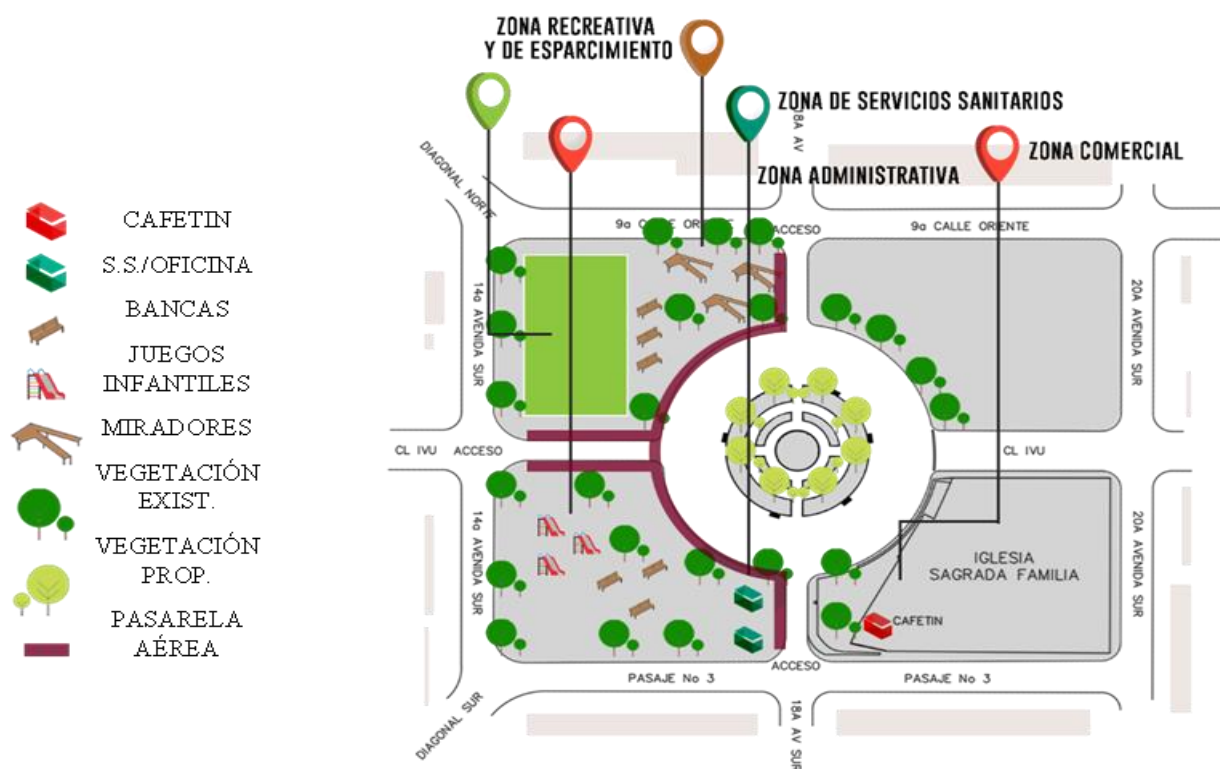 ZONA RECREATIVA
Y DE ESPARCIMIENTO
ZONA DE SERVICIOS SANITARIOS
18A AV
ZONA COMERCIAL
ZONA ADMINISTRATIVA
DIAGONAL NORTE
9a CALLE ORIENTE
ACCESO
9a CALLE ORIENTE
CAFETIN
S.S./OFICINA
BANCAS
JUEGOS
INFANTILES
MIRADORES
VEGETACIÓN
EXIST.
VEGETACIÓN
PROP.
PASARELA
AÉREA
14a AVENIDA SUR
20A AVENIDA SUR
CL IVU
ACCESO
CL IVU
14a AVENIDA SUR
20A AVENIDA SUR
IGLESIA
SAGRADA FAMILIA
CAFETIN
ACCESO
PASAJE No 3
PASAJE No 3
DIAGONAL SUR
18A AV SUR